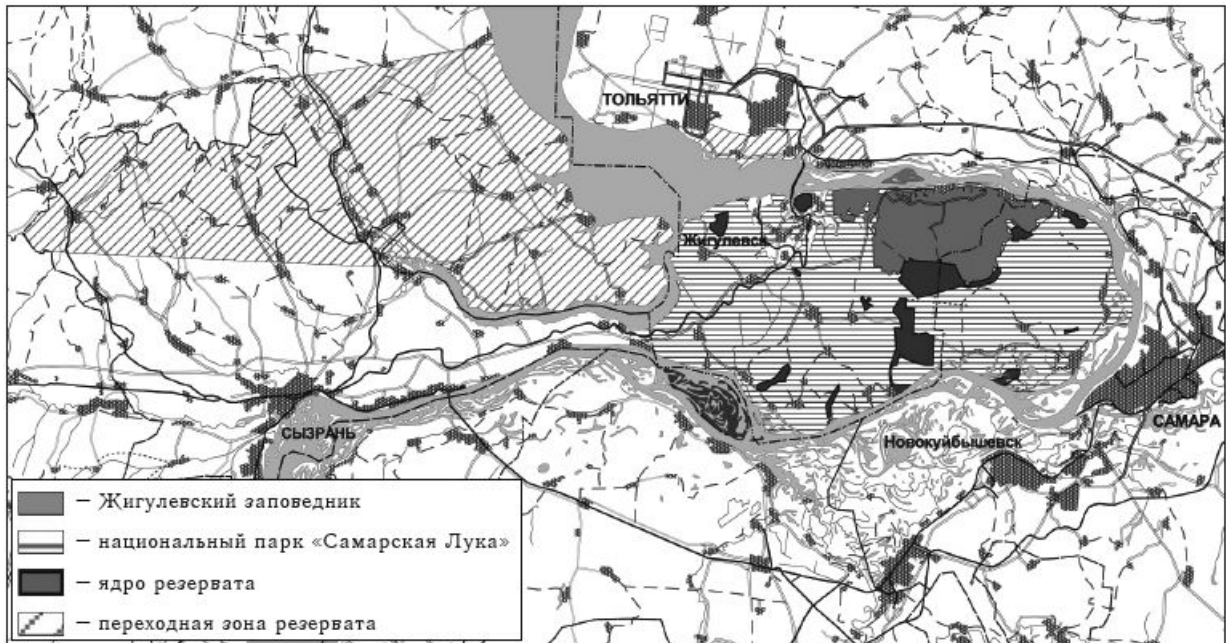 ТОЛЬЯТТИ
Жигулевск
СЫЗРАНЬ
Новокуйбышевск
САМАРА
– Жигулевский заповедник
– национальный парк «Самарская Лука»
– ядро резервата
– переходная зона резервата